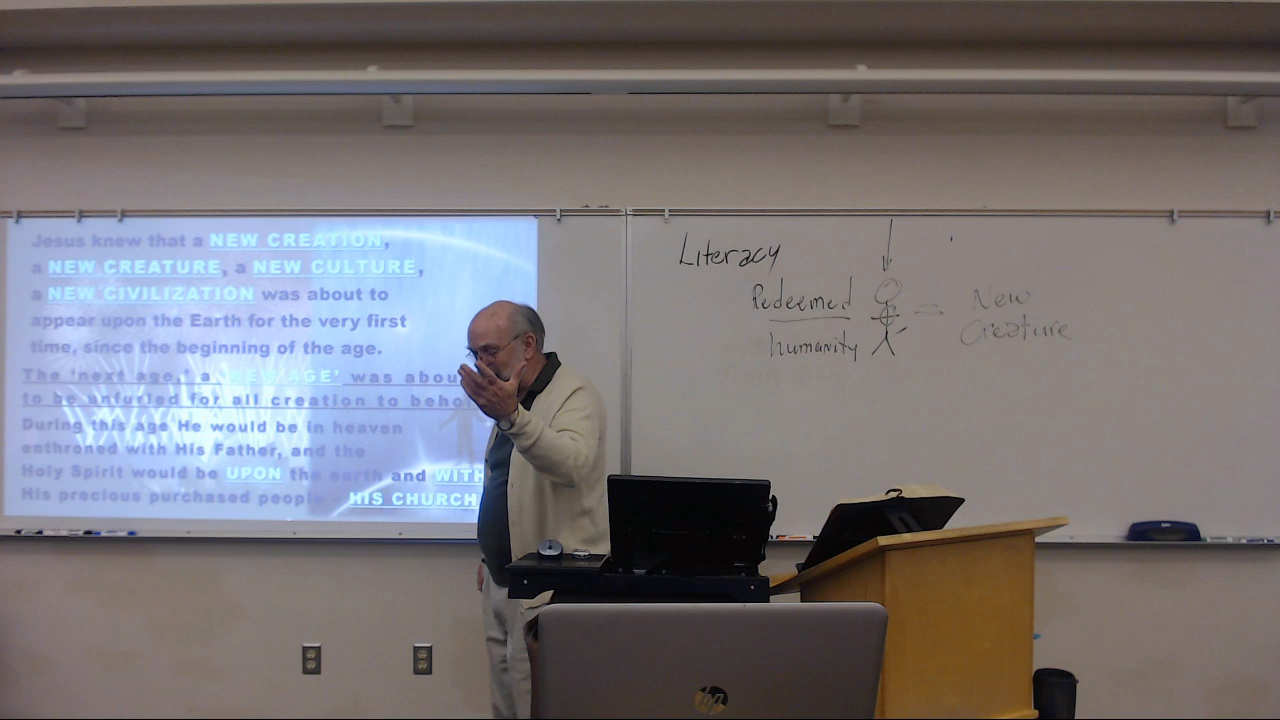 Jesus knew that a NEW CREATION,
a NEW CREATURE, a NEW CULTURE,
a NEW CIVILIZATION was about to
appear upon the Earth for the very first
time, since the beginning of the age.
The 'next age,' a 'NEW AGE' was abou
to be unfurled for all creation to beho
During this age He would be in heaven
enthroned with His Father, and the
Holy Spirit would be UPON the earth and WITH
His precious purchased people HIS CHURCH
Literacy
Redeemed = New
humanity Creature
hp